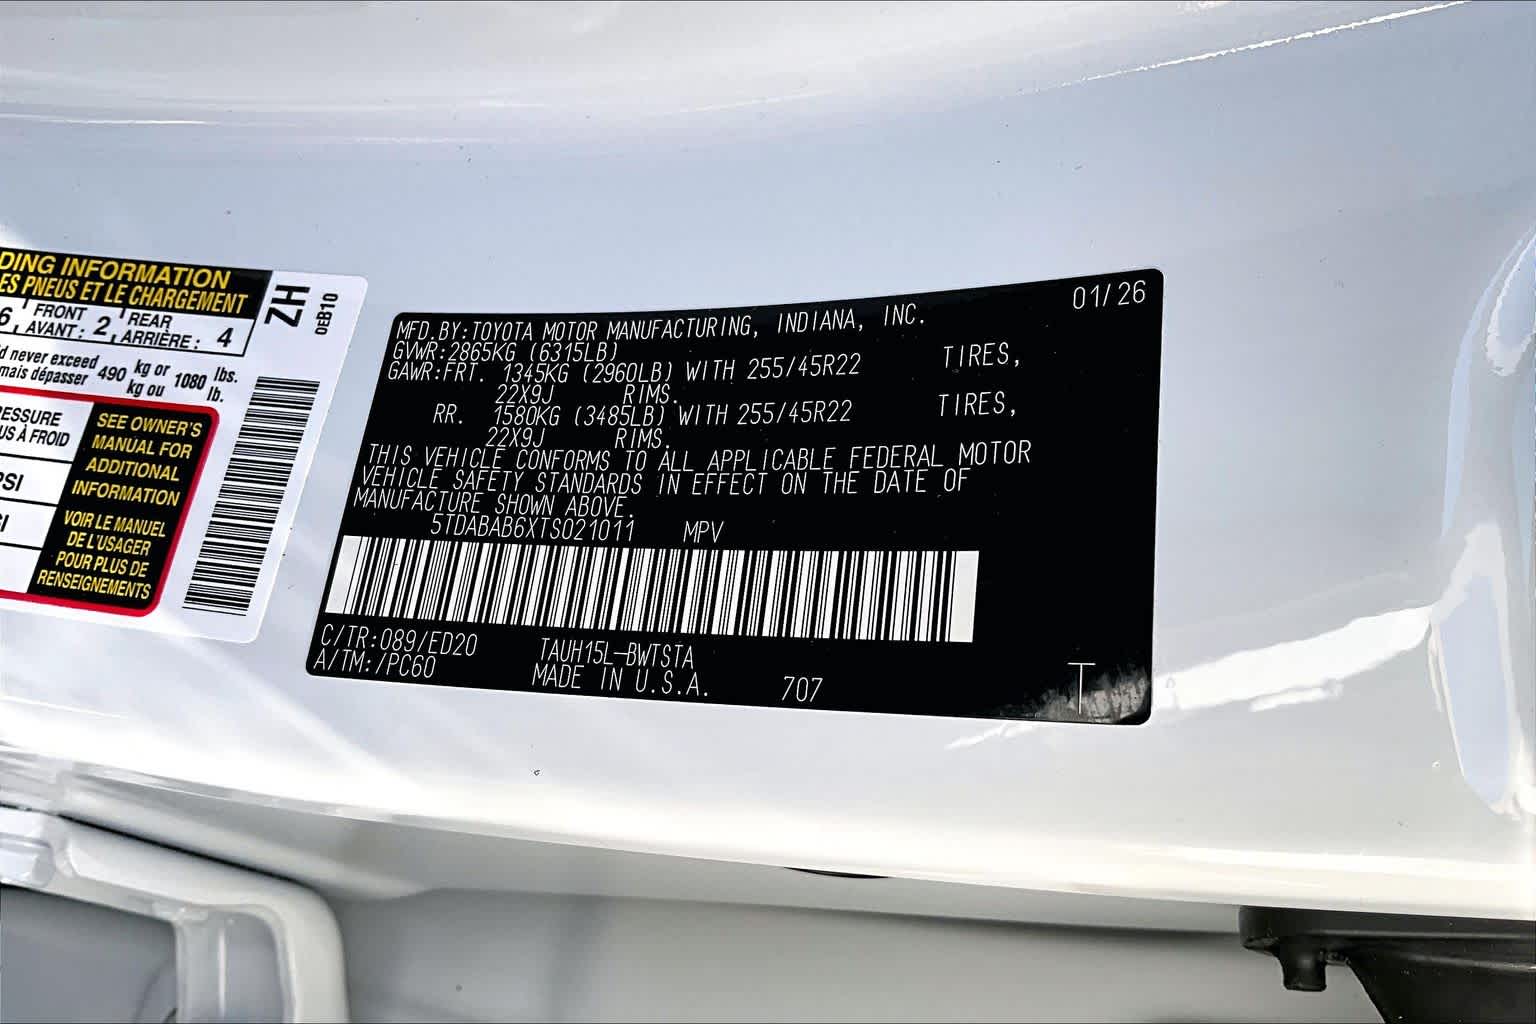 DING INFORMATION
ES PNEUS ET LE CHARGEMENT
6, FRONT AVANT : 2, REAR ARRIÈRE : 4
d never exceed
mais dépasser 490 kg or kg ou 1080 lbs. lb.
RESSURE
US À FROID
PSI
SEE OWNER'S
MANUAL FOR
ADDITIONAL
INFORMATION
VOIR LE MANUEL
DE L'USAGER
POUR PLUS DE
RENSEIGNEMENTS
ZH
0EB10
01/26
MFD.BY:TOYOTA MOTOR MANUFACTURING, INDIANA, INC.
GVWR:2865KG (6315LB)
GAWR:FRT. 1345KG (2960LB) WITH 255/45R22 TIRES,
22X9J RIMS.
RR. 1580KG (3485LB) WITH 255/45R22 TIRES,
22X9J RIMS.
THIS VEHICLE CONFORMS TO ALL APPLICABLE FEDERAL MOTOR
VEHICLE SAFETY STANDARDS IN EFFECT ON THE DATE OF
MANUFACTURE SHOWN ABOVE.
5TDABAB6XTS021011 MPV
C/TR:089/ED20 TAUH15L-BWTSTA
A/TM:/PC60 MADE IN U.S.A. 707
T